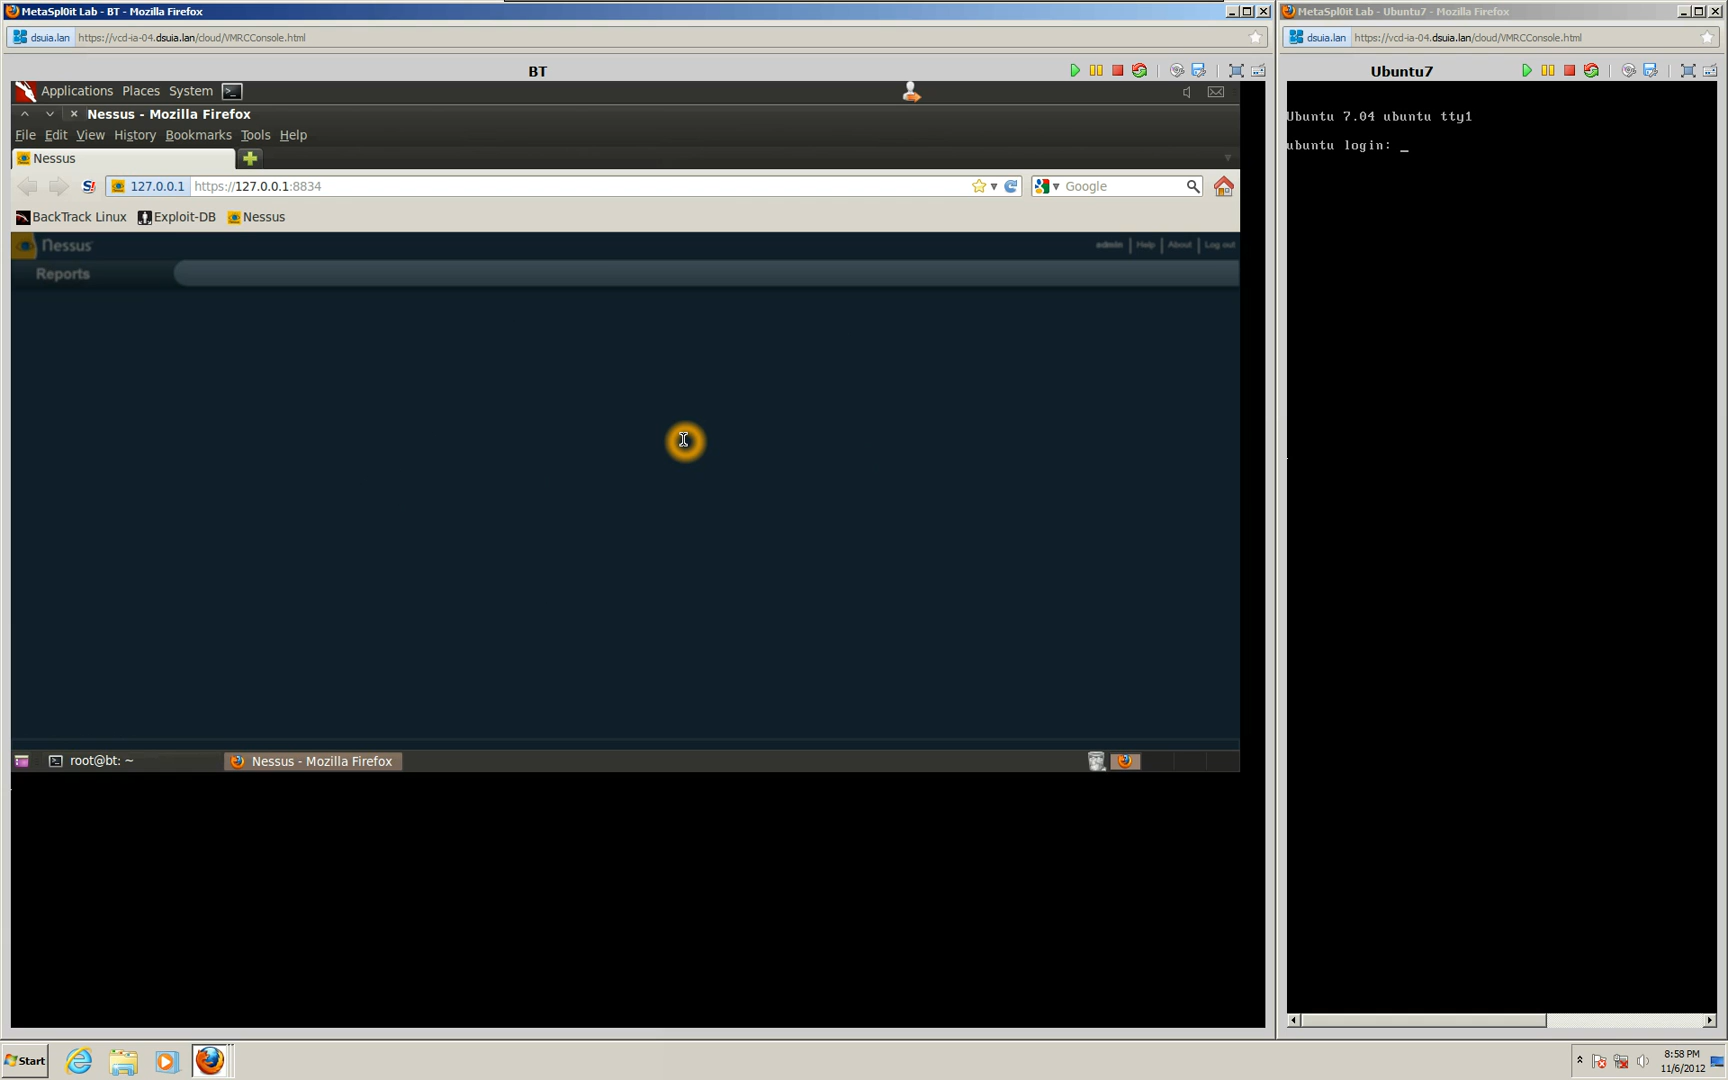 MetaSpl0it Lab - BT - Mozilla Firefox
dsuia.lan https://vcd-ia-04.dsuia.lan/cloud/VMRCConsole.html
BT
Applications Places System
Nessus - Mozilla Firefox
File Edit View History Bookmarks Tools Help
Nessus
127.0.0.1 https://127.0.0.1:8834 Google
BackTrack Linux Exploit-DB Nessus
Nessus admin Help About Log out
Reports
root@bt: ~ Nessus - Mozilla Firefox
MetaSpl0it Lab - Ubuntu7 - Mozilla Firefox
dsuia.lan https://vcd-ia-04.dsuia.lan/cloud/VMRCConsole.html
Ubuntu7
Ubuntu 7.04 ubuntu tty1
ubuntu login: _
Start 8:58 PM
11/6/2012